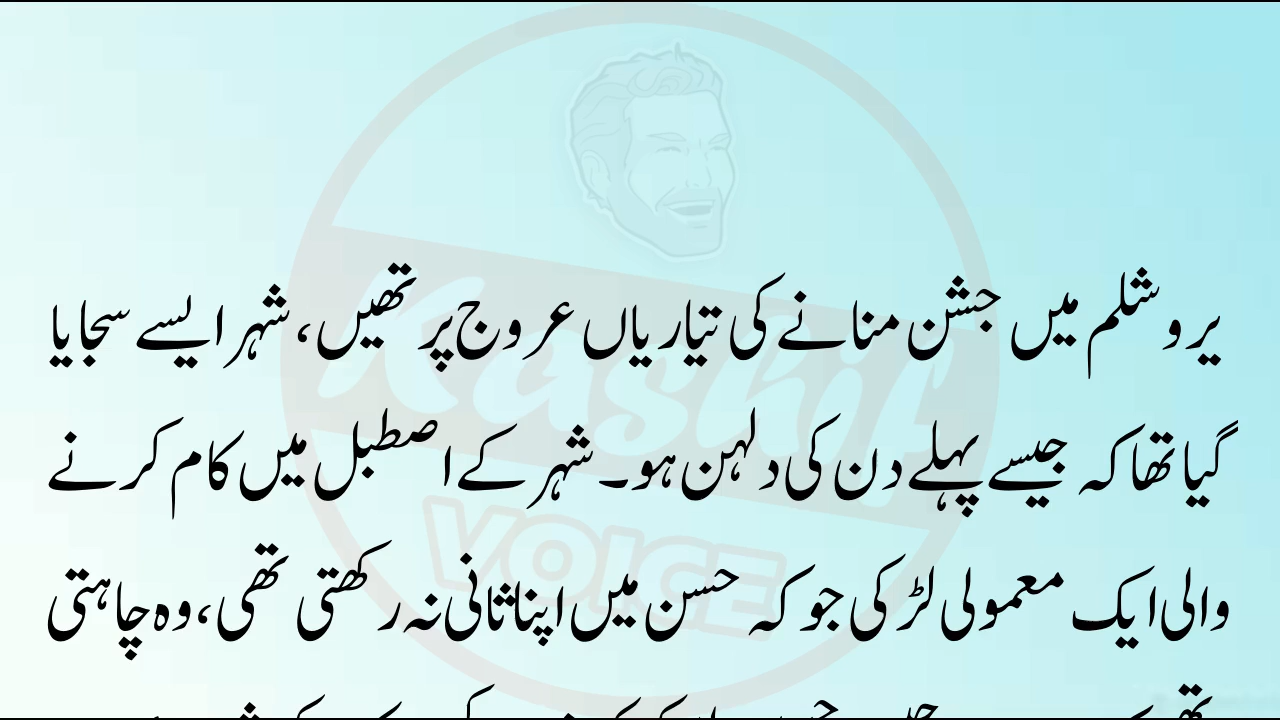 یروشلم میں جشن منانے کی تیاریاں عروج پر تھیں، شہر ایسے سجایا
گیا تھا کہ جیسے پہلے دن کی دلہن ہو۔ شہر کے اصطبل میں کام کرنے
والی ایک معمولی لڑکی جو کہ حسن میں اپنا ثانی نہ رکھتی تھی، وہ چاہتی
Kashif
VOICE